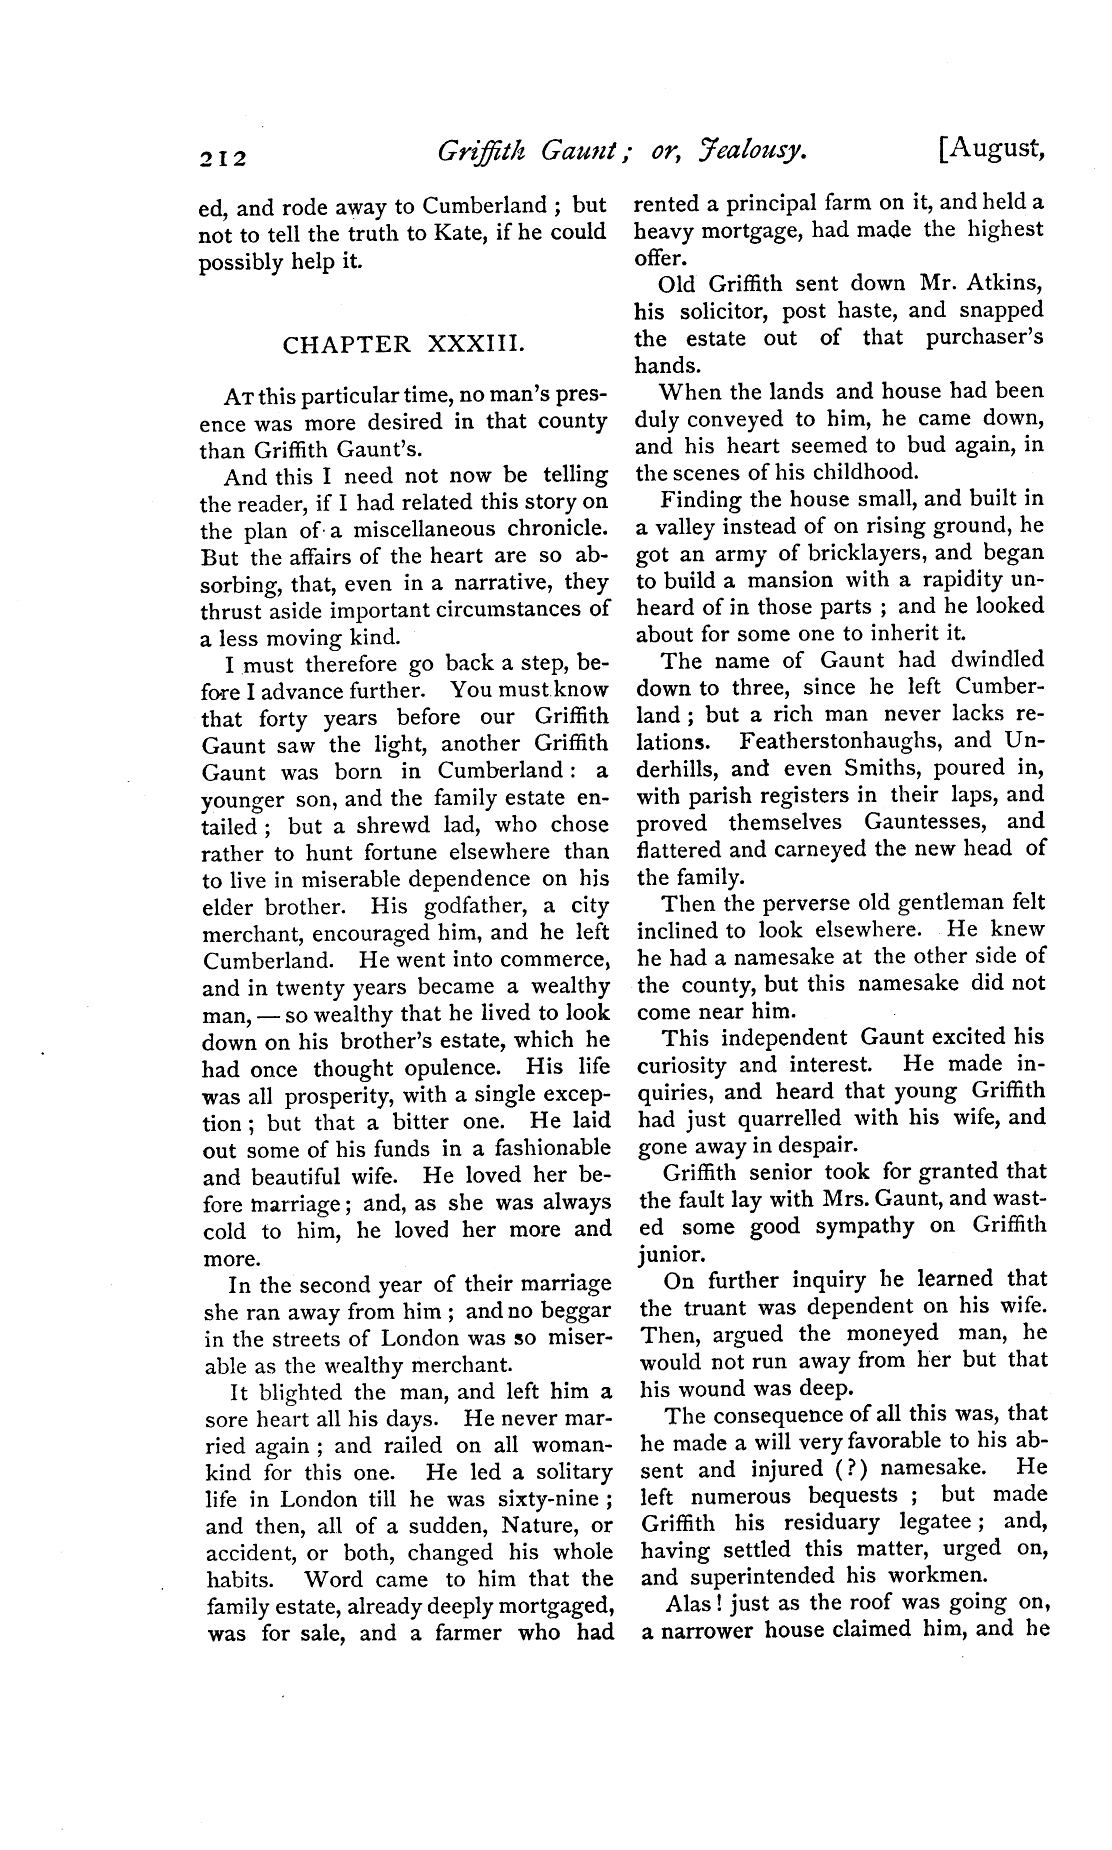 212 Griffith Gaunt; or, Jealousy. [August,
ed, and rode away to Cumberland; but
not to tell the truth to Kate, if he could
possibly help it.
CHAPTER XXXIII.
AT this particular time, no man's pres-
ence was more desired in that county
than Griffith Gaunt's.
And this I need not now be telling
the reader, if I had related this story on
the plan of a miscellaneous chronicle.
But the affairs of the heart are so ab-
sorbing, that, even in a narrative, they
thrust aside important circumstances of
a less moving kind.
I must therefore go back a step, be-
fore I advance further. You must know
that forty years before our Griffith
Gaunt saw the light, another Griffith
Gaunt was born in Cumberland: a
younger son, and the family estate en-
tailed; but a shrewd lad, who chose
rather to hunt fortune elsewhere than
to live in miserable dependence on his
elder brother. His godfather, a city
merchant, encouraged him, and he left
Cumberland. He went into commerce,
and in twenty years became a wealthy
man, — so wealthy that he lived to look
down on his brother's estate, which he
had once thought opulence. His life
was all prosperity, with a single excep-
tion; but that a bitter one. He laid
out some of his funds in a fashionable
and beautiful wife. He loved her be-
fore marriage; and, as she was always
cold to him, he loved her more and
more.
In the second year of their marriage
she ran away from him; and no beggar
in the streets of London was so miser-
able as the wealthy merchant.
It blighted the man, and left him a
sore heart all his days. He never mar-
ried again; and railed on all woman-
kind for this one. He led a solitary
life in London till he was sixty-nine;
and then, all of a sudden, Nature, or
accident, or both, changed his whole
habits. Word came to him that the
family estate, already deeply mortgaged,
was for sale, and a farmer who had
rented a principal farm on it, and held a
heavy mortgage, had made the highest
offer.
Old Griffith sent down Mr. Atkins,
his solicitor, post haste, and snapped
the estate out of that purchaser's
hands.
When the lands and house had been
duly conveyed to him, he came down,
and his heart seemed to bud again, in
the scenes of his childhood.
Finding the house small, and built in
a valley instead of on rising ground, he
got an army of bricklayers, and began
to build a mansion with a rapidity un-
heard of in those parts; and he looked
about for some one to inherit it.
The name of Gaunt had dwindled
down to three, since he left Cumber-
land; but a rich man never lacks re-
lations. Featherstonhaughs, and Un-
derhills, and even Smiths, poured in,
with parish registers in their laps, and
proved themselves Gauntesses, and
flattered and carneyed the new head of
the family.
Then the perverse old gentleman felt
inclined to look elsewhere. He knew
he had a namesake at the other side of
the county, but this namesake did not
come near him.
This independent Gaunt excited his
curiosity and interest. He made in-
quiries, and heard that young Griffith
had just quarrelled with his wife, and
gone away in despair.
Griffith senior took for granted that
the fault lay with Mrs. Gaunt, and wast-
ed some good sympathy on Griffith
junior.
On further inquiry he learned that
the truant was dependent on his wife.
Then, argued the moneyed man, he
would not run away from her but that
his wound was deep.
The consequence of all this was, that
he made a will very favorable to his ab-
sent and injured (?) namesake. He
left numerous bequests; but made
Griffith his residuary legatee; and,
having settled this matter, urged on,
and superintended his workmen.
Alas! just as the roof was going on,
a narrower house claimed him, and he